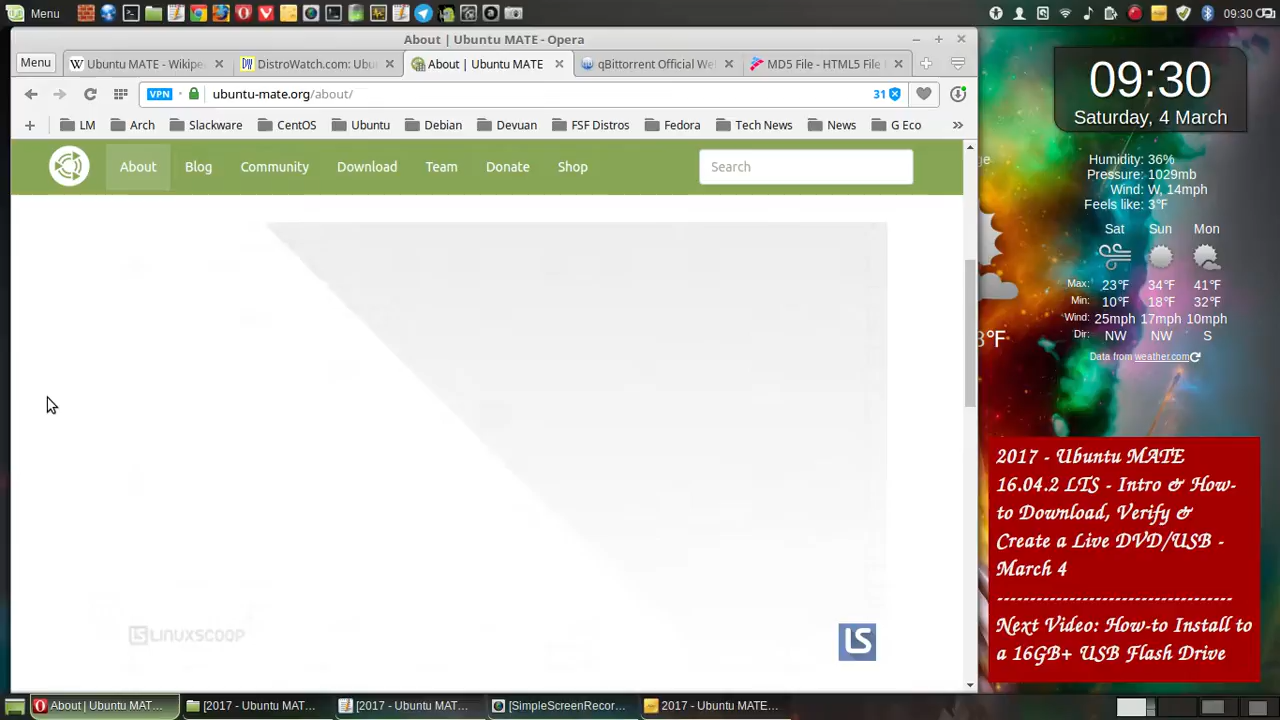 Menu
09:30
About | Ubuntu MATE - Opera
Menu
Ubuntu MATE - Wikipe
DistroWatch.com: Ubu
About | Ubuntu MATE
qBittorrent Official We
MD5 File - HTML5 File
VPN
ubuntu-mate.org/about/
31
LM
Arch
Slackware
CentOS
Ubuntu
Debian
Devuan
FSF Distros
Fedora
Tech News
News
G Eco
»
About
Blog
Community
Download
Team
Donate
Shop
Search
LS LINUXSCOOP
LS
09:30
Saturday, 4 March
Humidity: 36%
Pressure: 1029mb
Wind: W, 14mph
Feels like: 3°F
Sat Sun Mon
Max: 23°F 34°F 41°F
Min: 10°F 18°F 32°F
Wind: 25mph 17mph 10mph
Dir: NW NW S
Data from weather.com
2017 - Ubuntu MATE
16.04.2 LTS - Intro & How-
to Download, Verify &
Create a Live DVD/USB -
March 4
----------------------------------
Next Video: How-to Install to
a 16GB+ USB Flash Drive
About | Ubuntu MAT...
[2017 - Ubuntu MAT...
[2017 - Ubuntu MAT...
[SimpleScreenRecor...
2017 - Ubuntu MATE...